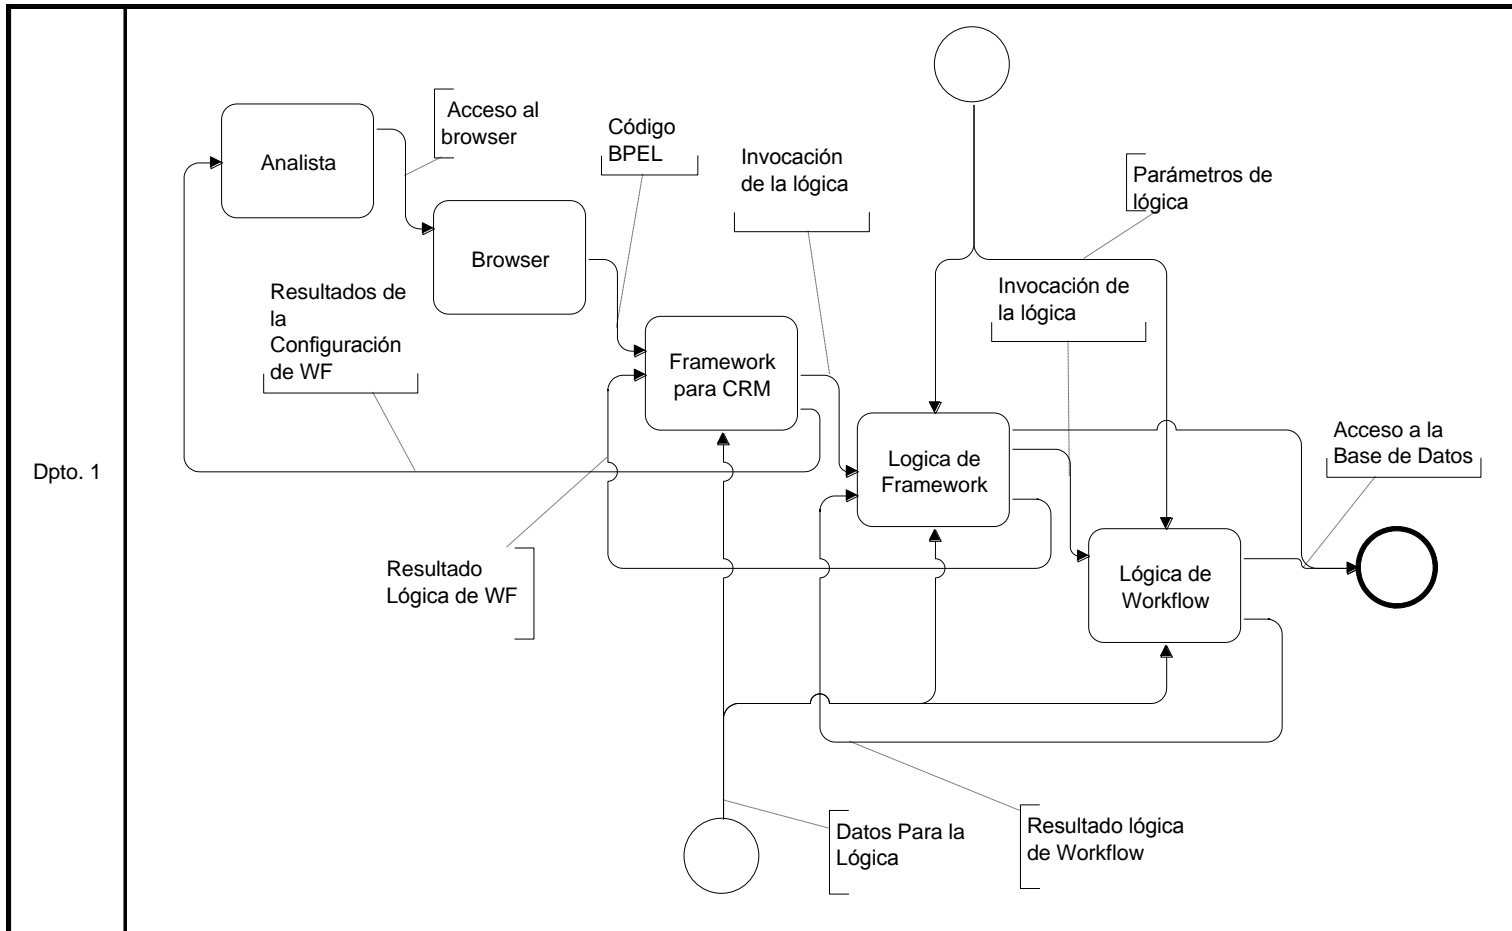 Dpto. 1
Analista
Acceso al
browser
Browser
Código
BPEL
Invocación
de la lógica
Parámetros de
lógica
Invocación de
la lógica
Resultados de
la
Configuración
de WF
Framework
para CRM
Logica de
Framework
Acceso a la
Base de Datos
Resultado
Lógica de WF
Lógica de
Workflow
Datos Para la
Lógica
Resultado lógica
de Workflow